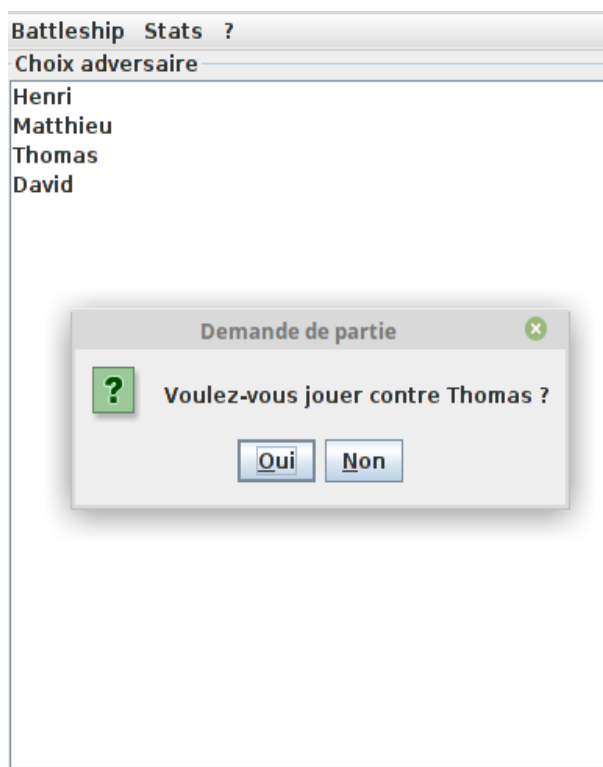 Battleship Stats ?
Choix adversaire
Henri
Matthieu
Thomas
David
Demande de partie
? Voulez-vous jouer contre Thomas ?
Oui Non